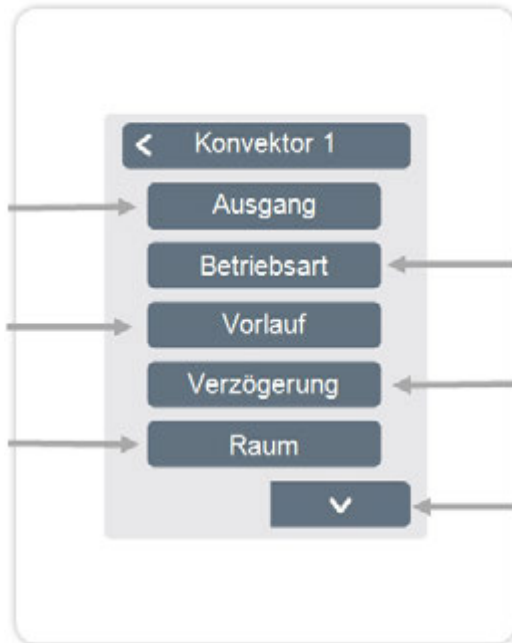 Konvektor 1
Ausgang
Betriebsart
Vorlauf
Verzögerung
Raum